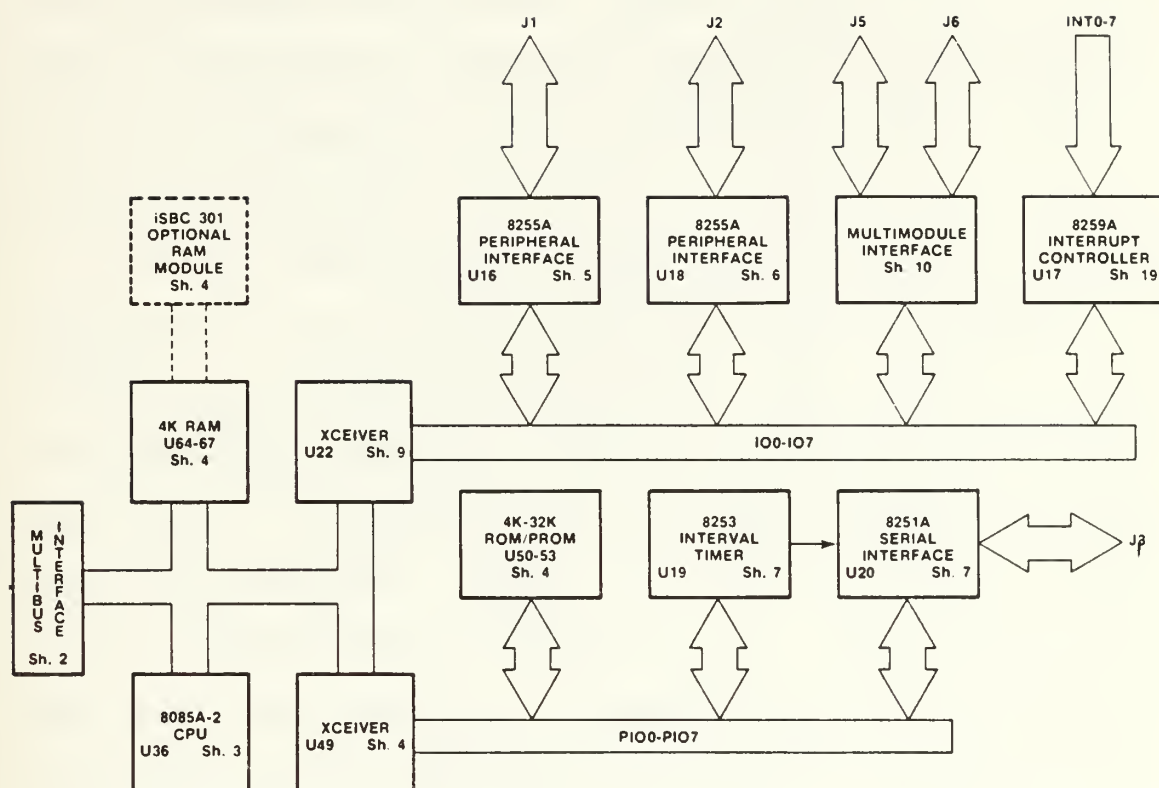 J1
J2
J5
J6
INT0-7
iSBC 301
OPTIONAL
RAM
MODULE
Sh. 4
8255A
PERIPHERAL
INTERFACE
U16 Sh. 5
8255A
PERIPHERAL
INTERFACE
U18 Sh. 6
MULTIMODULE
INTERFACE
Sh. 10
8259A
INTERRUPT
CONTROLLER
U17 Sh 19
4K RAM
U64-67
Sh. 4
XCEIVER
U22 Sh. 9
IO0-IO7
MULTIBUS
INTERFACE
Sh. 2
4K-32K
ROM/PROM
U50-53
Sh. 4
8253
INTERVAL
TIMER
U19 Sh. 7
8251A
SERIAL
INTERFACE
U20 Sh. 7
J3
8085A-2
CPU
U36 Sh. 3
XCEIVER
U49 Sh. 4
PIO0-PIO7